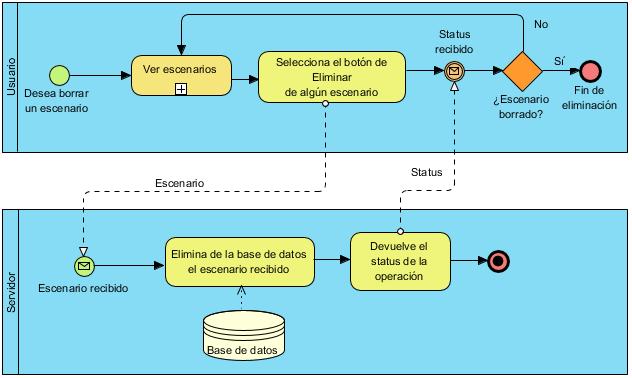 Usuario
Desea borrar
un escenario
Ver escenarios
Selecciona el botón de
Eliminar
de algún escenario
Status
recibido
No
¿Escenario
borrado?
Sí
Fin de
eliminación
Escenario
Status
Servidor
Escenario recibido
Elimina de la base de datos
el escenario recibido
Devuelve el
status de la
operación
Base de datos